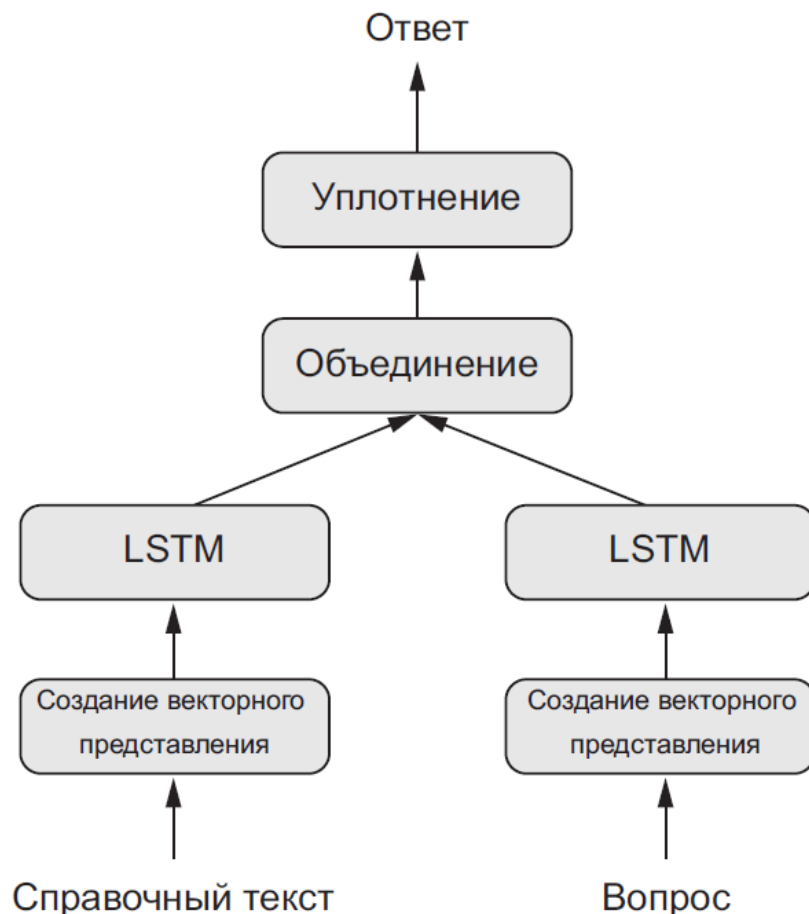 Ответ
Уплотнение
Объединение
LSTM
LSTM
Создание векторного
представления
Создание векторного
представления
Справочный текст
Вопрос